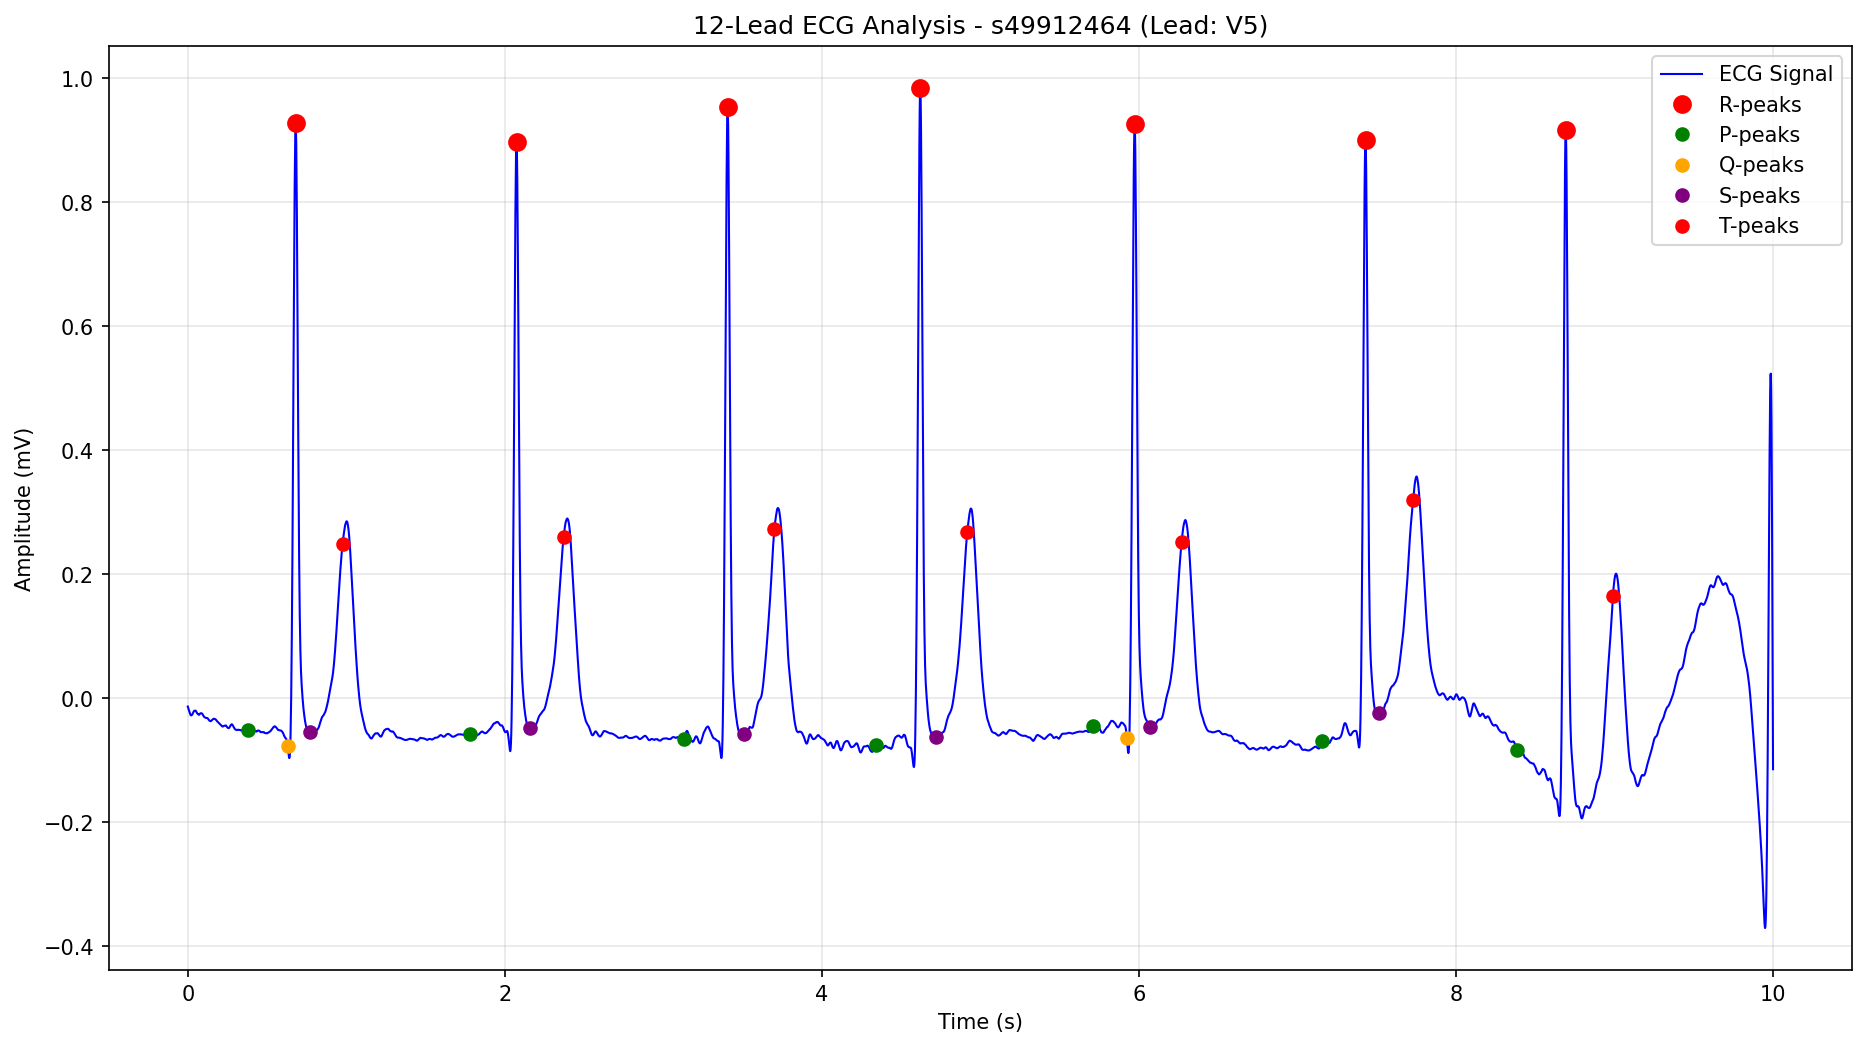 12-Lead ECG Analysis - s49912464 (Lead: V5)
ECG Signal
R-peaks
P-peaks
Q-peaks
S-peaks
T-peaks
Amplitude (mV)
1.0
0.8
0.6
0.4
0.2
0.0
−0.2
−0.4
0 2 4 6 8 10
Time (s)